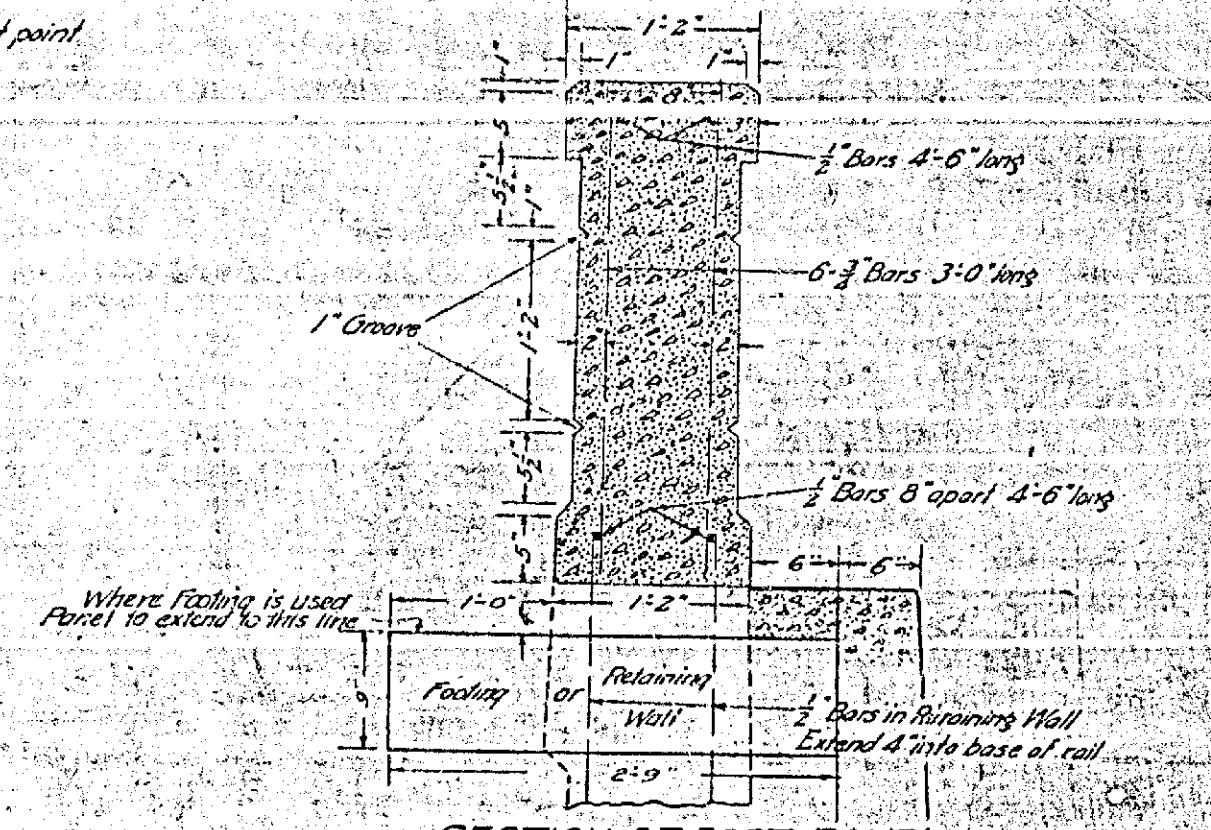 t point
1'-2"
1"
1"
1"
8"
5
1/2" Bars 4'-6" long
5 1/2"
1"
6-3/4" Bars 3'-0" long
1" Groove
1'-2"
2
2
5 1/2"
1/2" Bars 8" apart 4'-6" long
5"
6"
6"
Where Footing is used
Panel to extend to this line
1'-0"
1'-2"
9"
Footing
or
Retaining
Wall
1/2" Bars in Retaining Wall
Extend 4" into base of rail
2'-9"